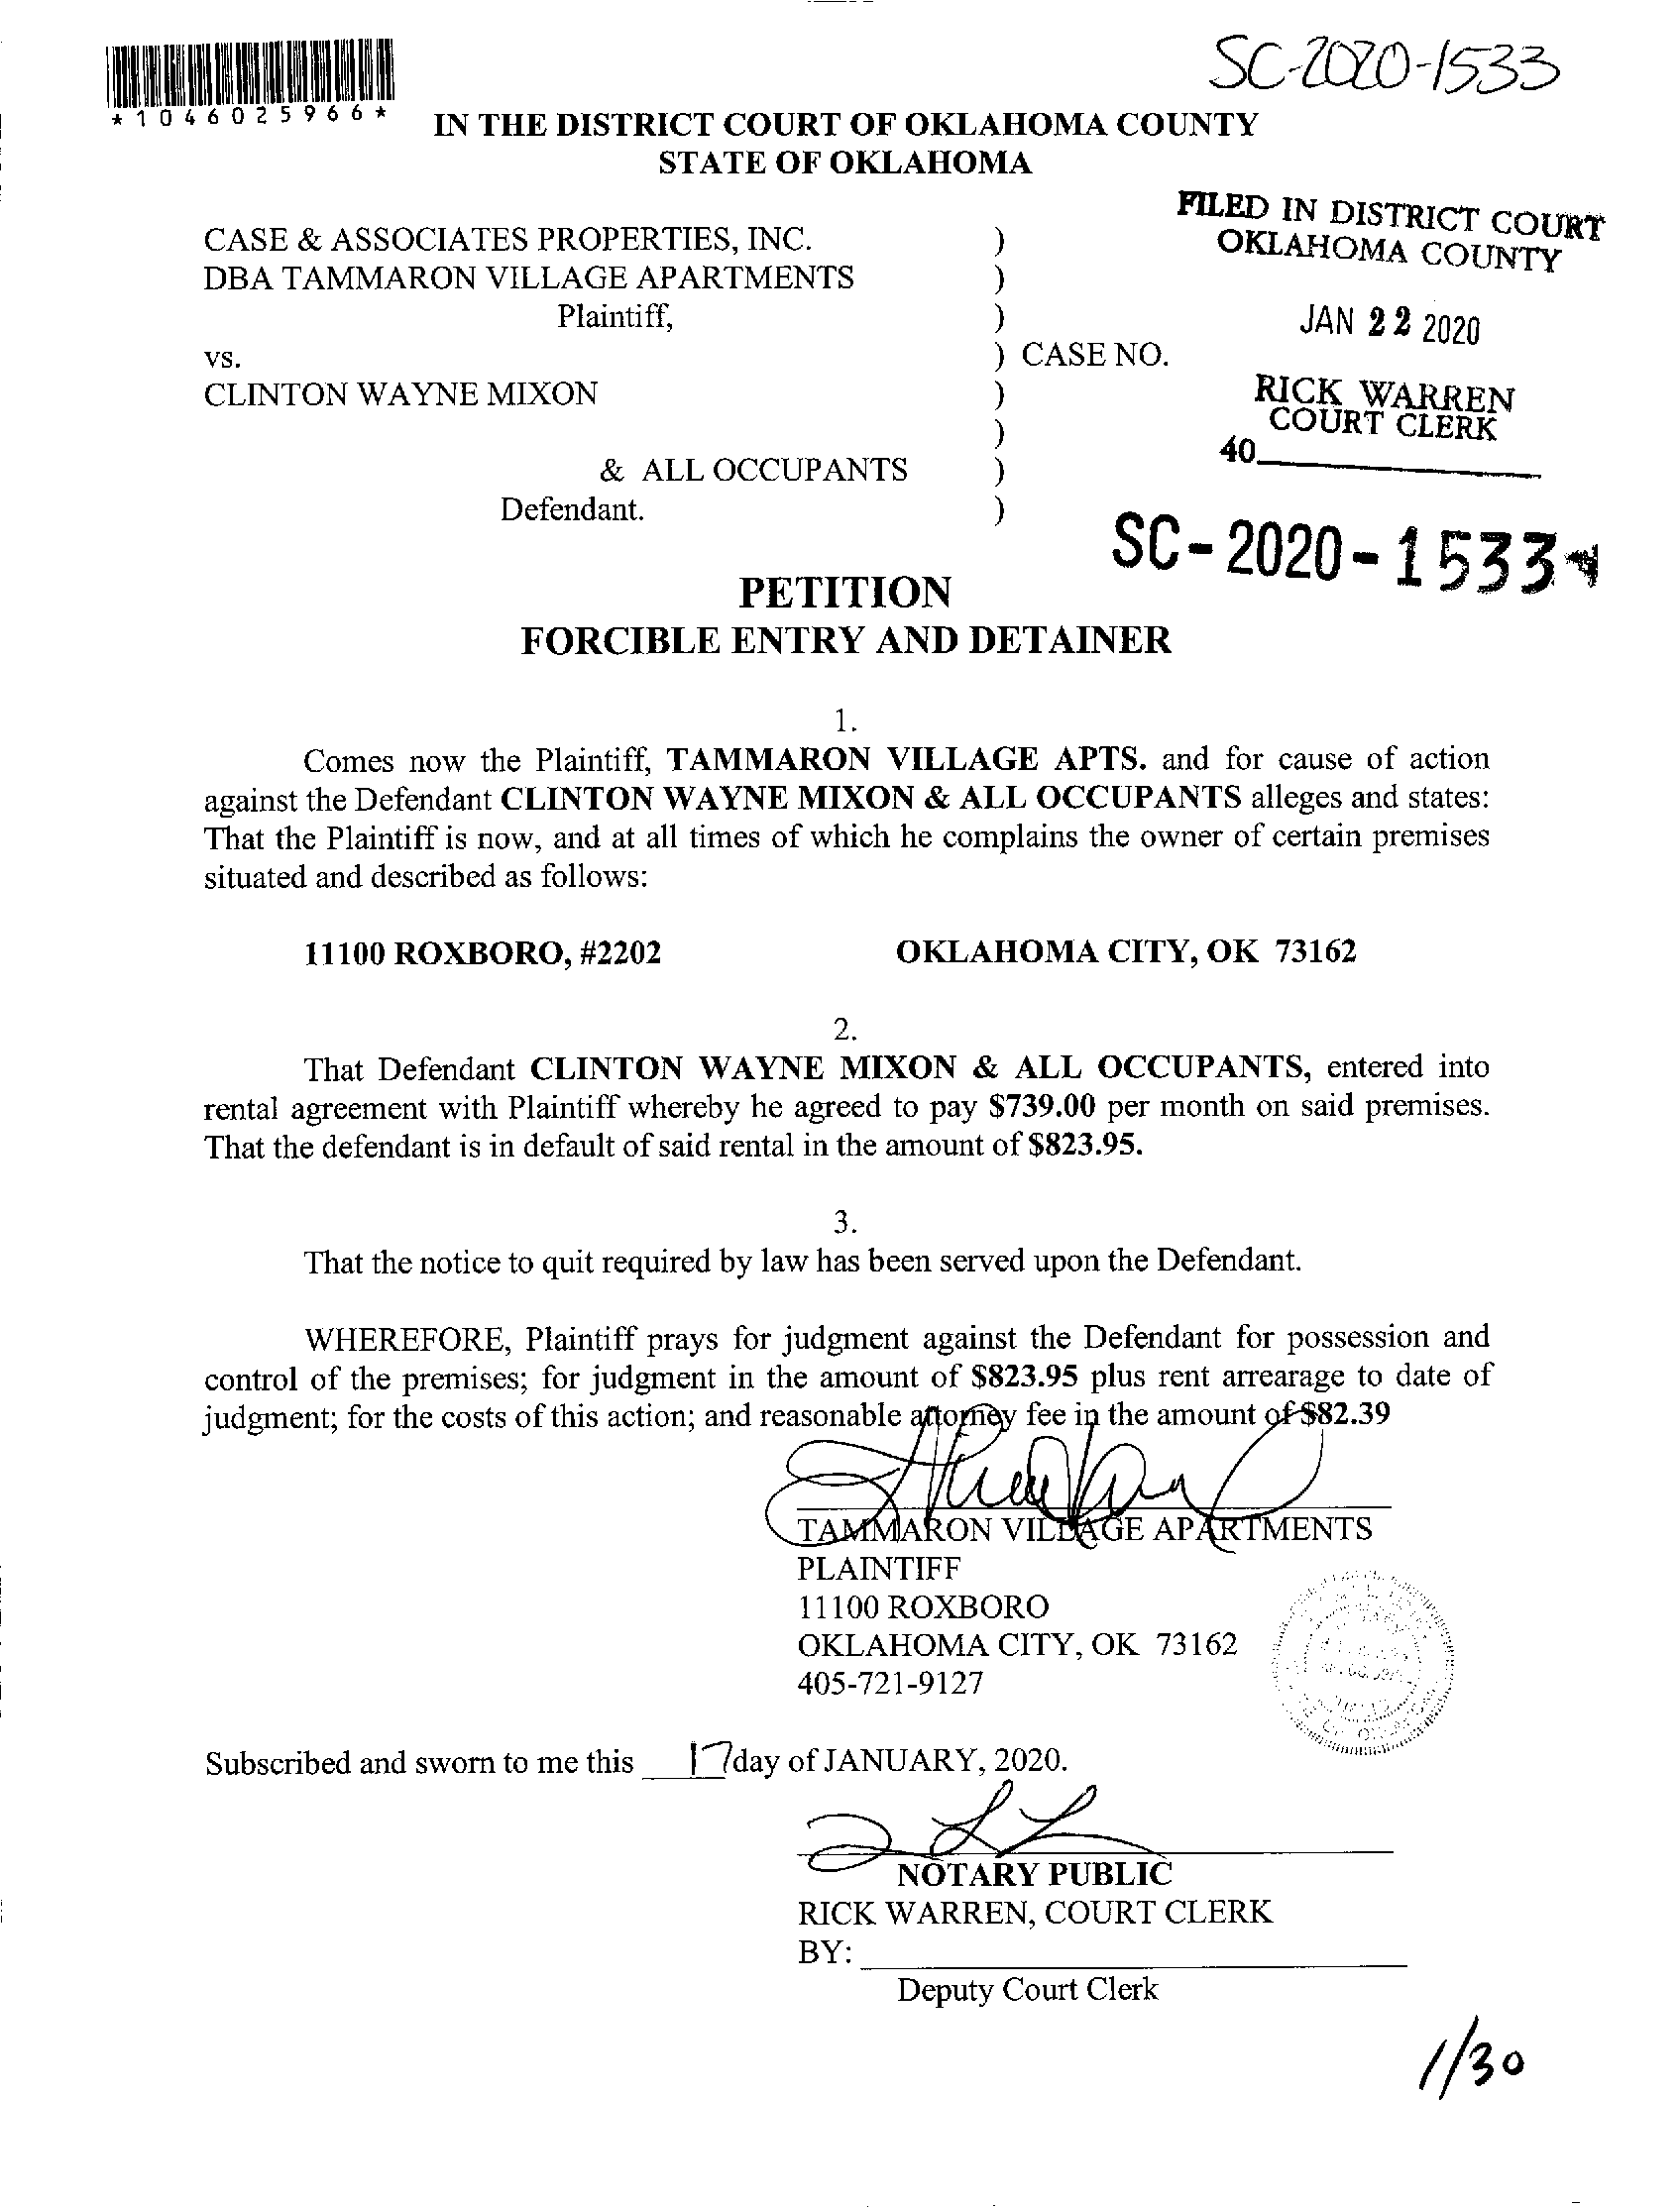 SC-2020-1533
*1046025966*
IN THE DISTRICT COURT OF OKLAHOMA COUNTY
STATE OF OKLAHOMA
FILED IN DISTRICT COURT
OKLAHOMA COUNTY
CASE & ASSOCIATES PROPERTIES, INC. )
DBA TAMMARON VILLAGE APARTMENTS )
Plaintiff, )
JAN 22 2020
vs. ) CASE NO.
CLINTON WAYNE MIXON )
RICK WARREN
COURT CLERK
)
40
& ALL OCCUPANTS )
Defendant. )
SC-2020-1533
PETITION
FORCIBLE ENTRY AND DETAINER
1.
Comes now the Plaintiff, TAMMARON VILLAGE APTS. and for cause of action
against the Defendant CLINTON WAYNE MIXON & ALL OCCUPANTS alleges and states:
That the Plaintiff is now, and at all times of which he complains the owner of certain premises
situated and described as follows:
11100 ROXBORO, #2202 OKLAHOMA CITY, OK 73162
2.
That Defendant CLINTON WAYNE MIXON & ALL OCCUPANTS, entered into
rental agreement with Plaintiff whereby he agreed to pay $739.00 per month on said premises.
That the defendant is in default of said rental in the amount of $823.95.
3.
That the notice to quit required by law has been served upon the Defendant.
WHEREFORE, Plaintiff prays for judgment against the Defendant for possession and
control of the premises; for judgment in the amount of $823.95 plus rent arrearage to date of
judgment; for the costs of this action; and reasonable attorney fee in the amount of $82.39
TAMMARON VILLAGE APARTMENTS
PLAINTIFF
11100 ROXBORO
OKLAHOMA CITY, OK 73162
405-721-9127
Subscribed and sworn to me this 17 day of JANUARY, 2020.
NOTARY PUBLIC
RICK WARREN, COURT CLERK
BY:
Deputy Court Clerk
1/30